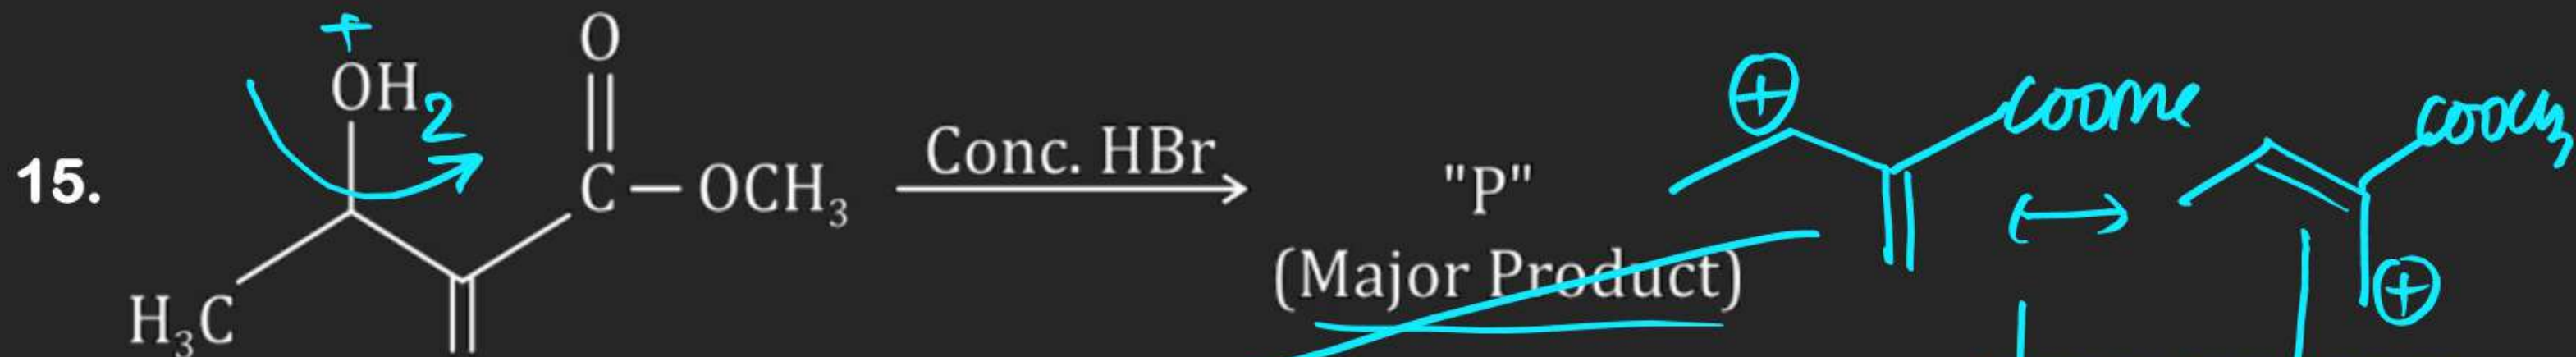 +
OH2
O
15.
C – OCH3
Conc. HBr
"P"
(Major Product)
H3C
⊕
COOMe
↔
COOCH3
⊕